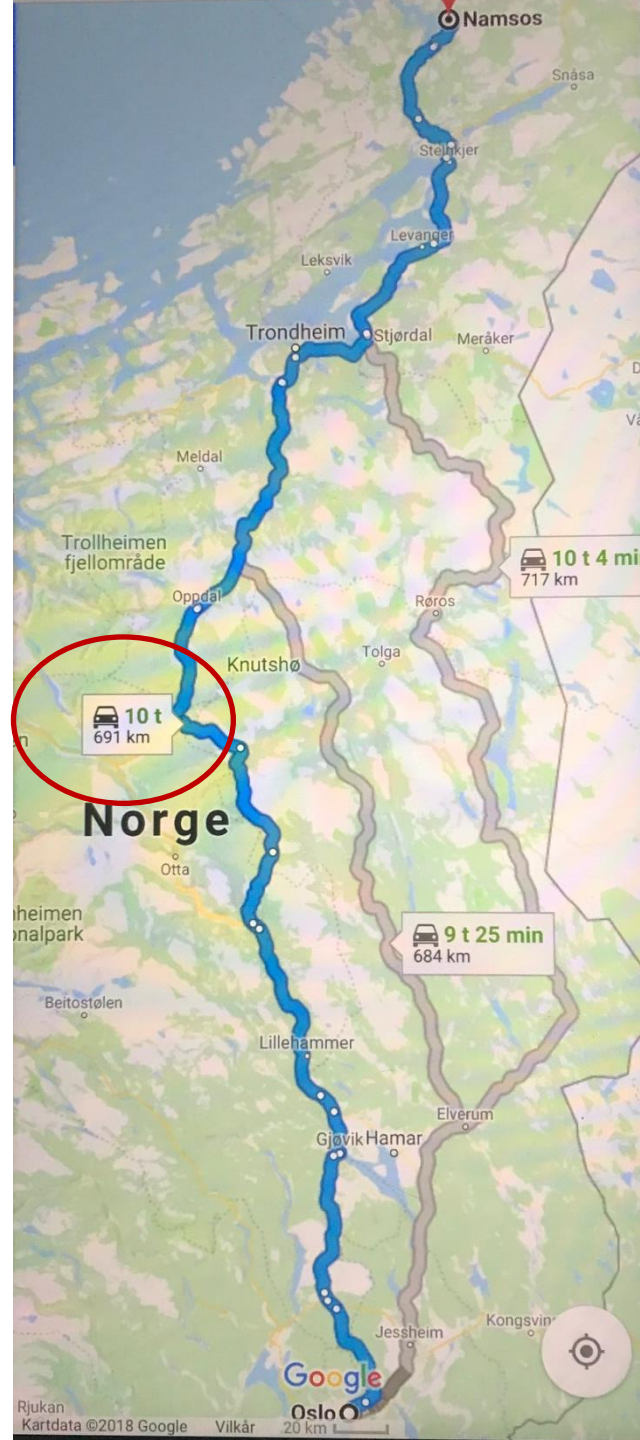 Namsos
Snåsa
Steinkjer
Levanger
Leksvik
Trondheim
Stjørdal
Meråker
Meldal
Trollheimen
fjellområde
10 t 4 mi
717 km
Oppdal
Røros
Knutshø
Tolga
10 t
691 km
Norge
Otta
heimen
onalpark
9 t 25 min
684 km
Beitostølen
Lillehammer
Elverum
Gjøvik
Hamar
Jessheim
Kongsvin
Google
Rjukan
Oslo
Kartdata ©2018 Google Vilkår 20 km